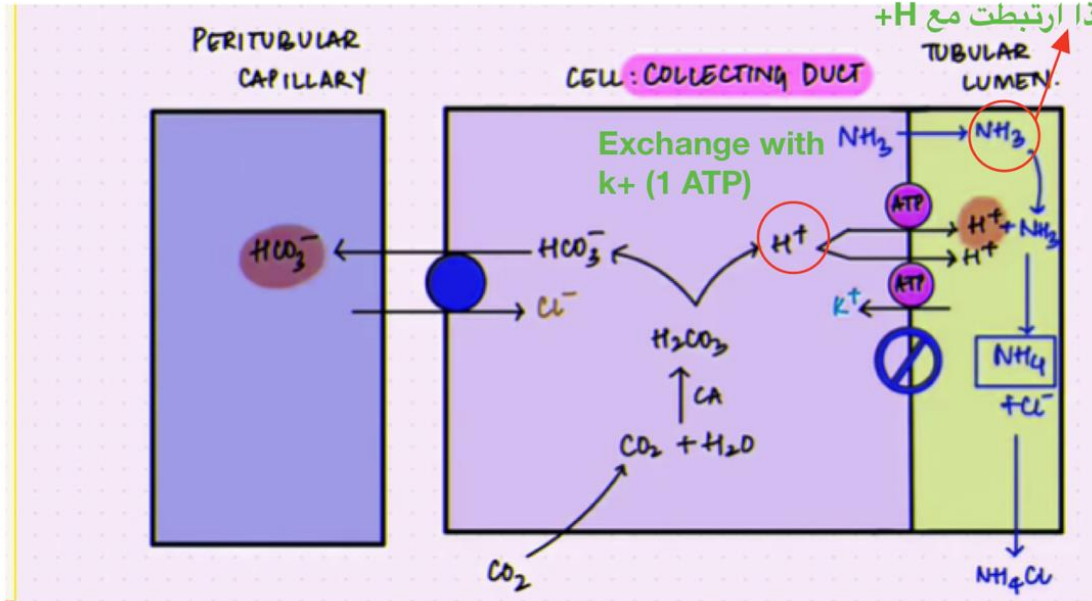 ذا ارتبطت مع H+
PERITUBULAR
CAPILLARY
CELL: COLLECTING DUCT
TUBULAR
LUMEN.
Exchange with
k+ (1 ATP)
NH3
NH3
ATP
HCO3-
HCO3-
H+
H+ + NH3
H+
ATP
Cl-
K+
H2CO3
NH4
+Cl-
CA
CO2 + H2O
CO2
NH4Cl